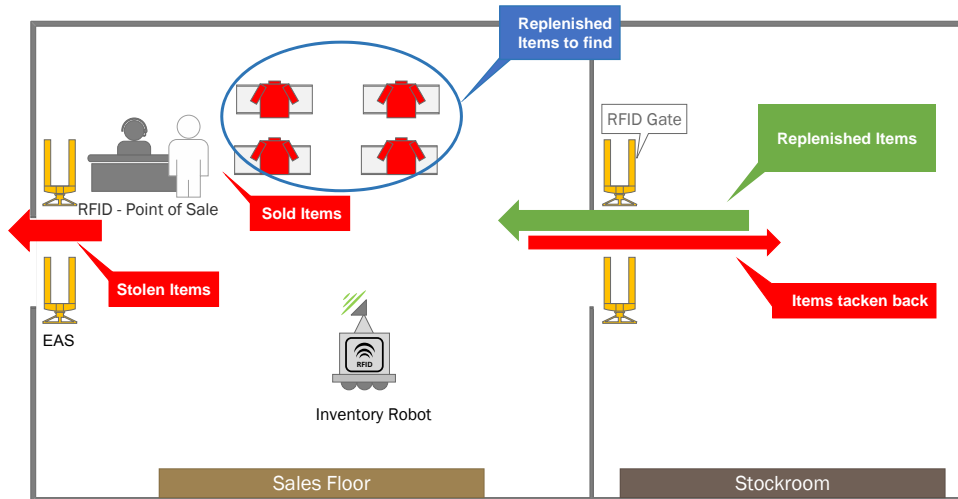 Replenished
Items to find
RFID Gate
Replenished Items
RFID - Point of Sale
Sold Items
Stolen Items
Items tacken back
EAS
RFID
Inventory Robot
Sales Floor
Stockroom